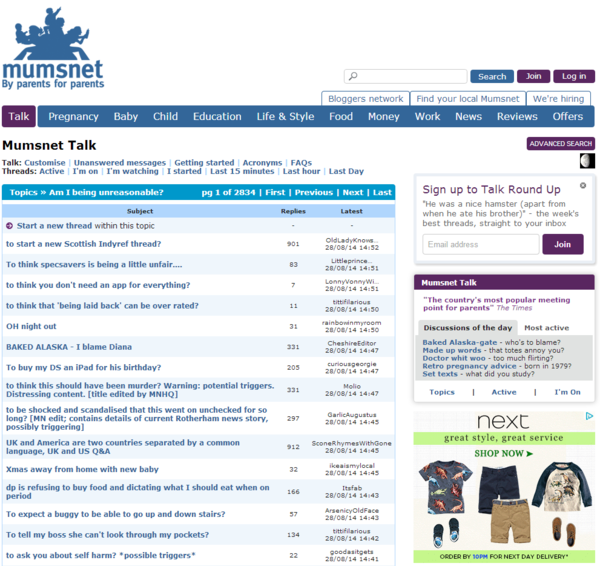 mumsnet
By parents for parents
Search
Join
Log in
Bloggers network
Find your local Mumsnet
We're hiring
Talk
Pregnancy
Baby
Child
Education
Life & Style
Food
Money
Work
News
Reviews
Offers
Mumsnet Talk
ADVANCED SEARCH
Talk: Customise | Unanswered messages | Getting started | Acronyms | FAQs
Threads: Active | I'm on | I'm watching | I started | Last 15 minutes | Last hour | Last Day
Topics » Am I being unreasonable? pg 1 of 2834 | First | Previous | Next | Last
Subject Replies Latest
Start a new thread within this topic - -
to start a new Scottish Indyref thread? 901 OldLadyKnows...
28/08/14 14:52
To think specsavers is being a little unfair.... 83 Littleprince..
28/08/14 14:51
to think you don't need an app for everything? 7 LonnyVonnyWi...
28/08/14 14:51
to think that 'being laid back' can be over rated? 11 tittifilarious
28/08/14 14:50
OH night out 31 rainbowinmyroom
28/08/14 14:50
BAKED ALASKA - I blame Diana 331 CheshireEditor
28/08/14 14:47
To buy my DS an iPad for his birthday? 205 curiousgeorgie
28/08/14 14:47
to think this should have been murder? Warning: potential triggers.
Distressing content. [title edited by MNHQ] 331 Molio
28/08/14 14:47
to be shocked and scandalised that this went on unchecked for so
long? [MN edit; contains details of current Rotherham news story,
possibly triggering] 297 GarlicAugustus
28/08/14 14:45
UK and America are two countries separated by a common
language, UK and US Q&A 912 SconeRhymesWithGone
28/08/14 14:45
Xmas away from home with new baby 32 ikeaismylocal
28/08/14 14:45
dp is refusing to buy food and dictating what I should eat when on
period 166 Itsfab
28/08/14 14:43
To expect a buggy to be able to go up and down stairs? 57 ArsenicyOldFace
28/08/14 14:43
To tell my boss she can't look through my pockets? 134 tittifilarious
28/08/14 14:42
to ask you about self harm? *possible triggers* 22 goodasitgets
28/08/14 14:41
Sign up to Talk Round Up
"He was a nice hamster (apart from
when he ate his brother)" - the week's
best threads, straight to your inbox
Email address
Join
Mumsnet Talk
"The country's most popular meeting
point for parents" The Times
Discussions of the day
Most active
Baked Alaska-gate - who's to blame?
Made up words - that totes annoy you?
Doctor whit woo - too much flirting?
Retro pregnancy advice - born in 1979?
Set texts - what did you study?
Topics | Active | I'm On
next
great style, great service
SHOP NOW
ORDER BY 10PM FOR NEXT DAY DELIVERY*